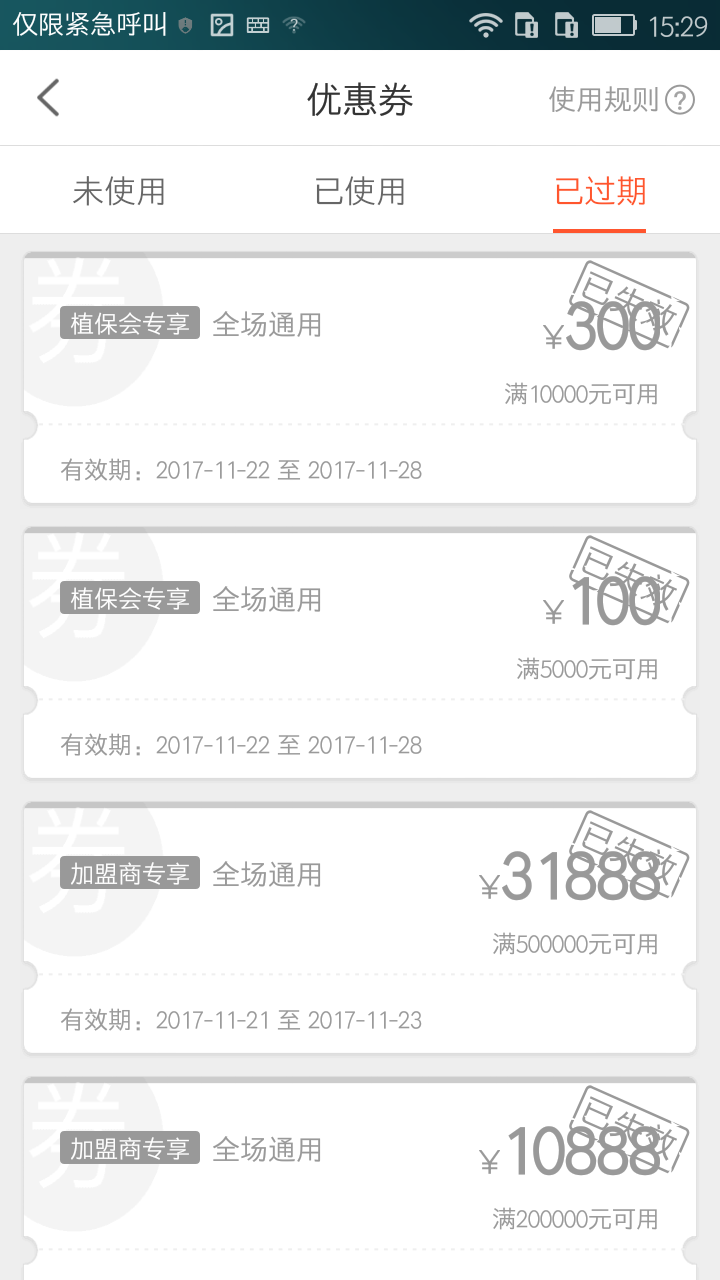 仅限紧急呼叫 15:29
优惠券 使用规则 ?
未使用 已使用 已过期
券
植保会专享 全场通用 已失效
¥300
满10000元可用
有效期：2017-11-22 至 2017-11-28
券
植保会专享 全场通用 已失效
¥100
满5000元可用
有效期：2017-11-22 至 2017-11-28
券
加盟商专享 全场通用 已失效
¥31888
满500000元可用
有效期：2017-11-21 至 2017-11-23
券
加盟商专享 全场通用 已失效
¥10888
满200000元可用